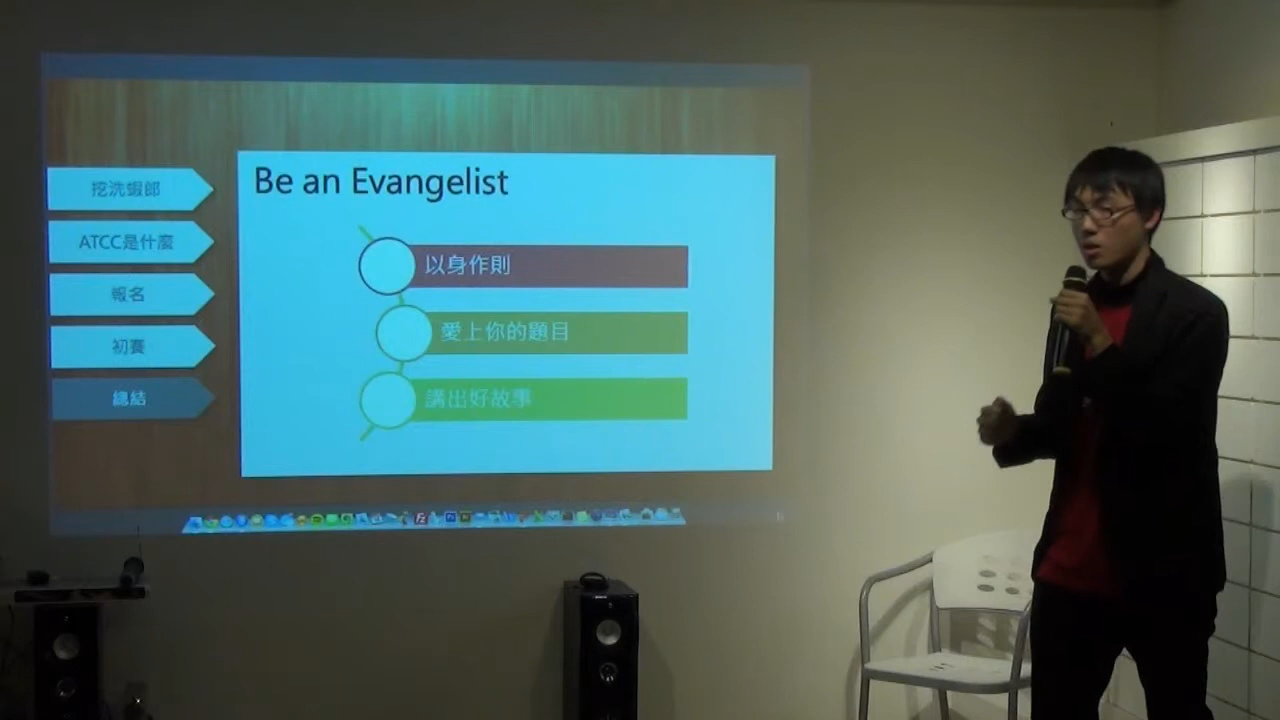 挖洗蝦郎
ATCC是什麼
報名
初賽
總結
Be an Evangelist
以身作則
愛上你的題目
講出好故事